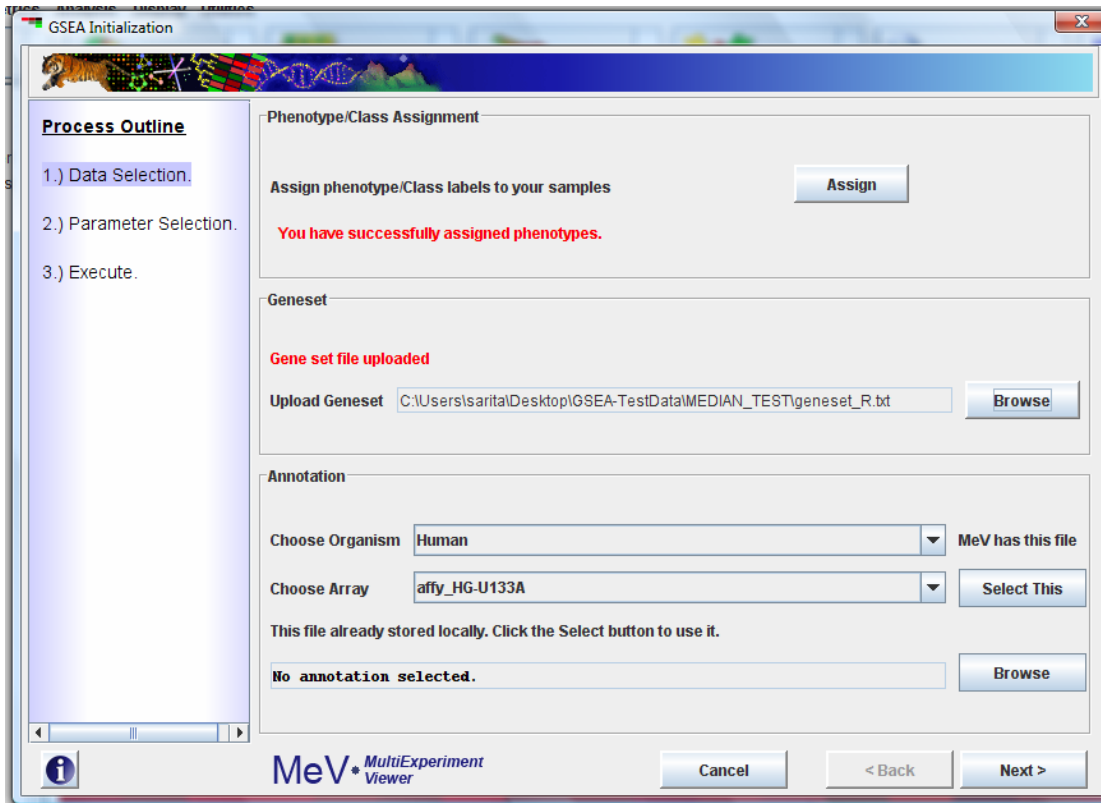 Analysis Display Utilities
GSEA Initialization
Process Outline
1.) Data Selection.
2.) Parameter Selection.
3.) Execute.
Phenotype/Class Assignment
Assign phenotype/Class labels to your samples
Assign
You have successfully assigned phenotypes.
Geneset
Gene set file uploaded
Upload Geneset C:\Users\sarita\Desktop\GSEA-TestData\MEDIAN_TEST\geneset_R.txt Browse
Annotation
Choose Organism Human MeV has this file
Choose Array affy_HG-U133A Select This
This file already stored locally. Click the Select button to use it.
No annotation selected. Browse
MeV MultiExperiment
Viewer
Cancel < Back Next >